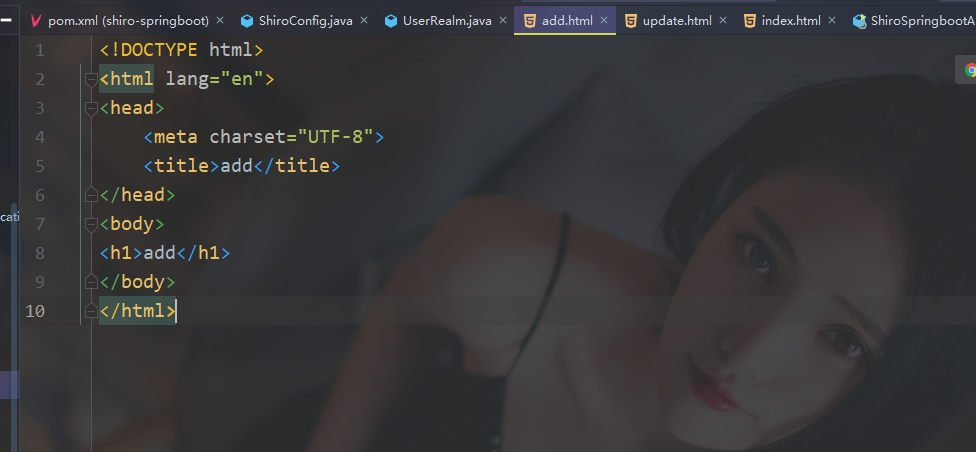 pom.xml (shiro-springboot) × ShiroConfig.java × UserRealm.java × add.html × update.html × index.html × ShiroSpringbootA
1 <!DOCTYPE html>
2 <html lang="en">
3 <head>
4     <meta charset="UTF-8">
5     <title>add</title>
6 </head>
cati
7 <body>
8 <h1>add</h1>
9 </body>
10 </html>